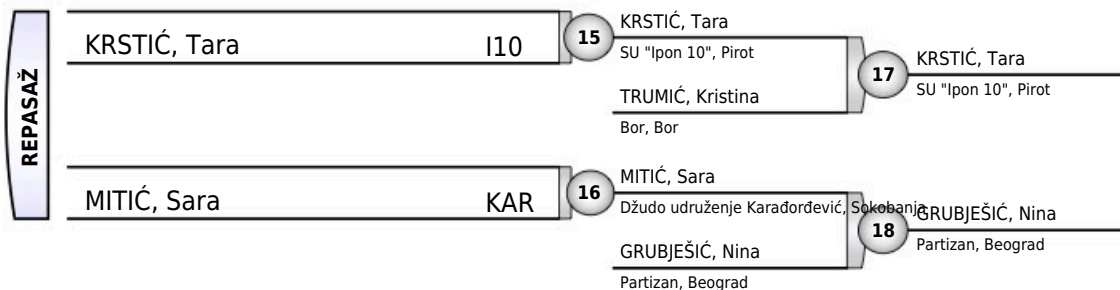 REPASAŽ
KRSTIĆ, Tara I10
15
KRSTIĆ, Tara
SU "Ipon 10", Pirot
TRUMIĆ, Kristina
Bor, Bor
17
KRSTIĆ, Tara
SU "Ipon 10", Pirot
MITIĆ, Sara KAR
16
MITIĆ, Sara
Džudo udruženje Karađorđević, Sokobanja
GRUBJEŠIĆ, Nina
Partizan, Beograd
18
GRUBJEŠIĆ, Nina
Partizan, Beograd